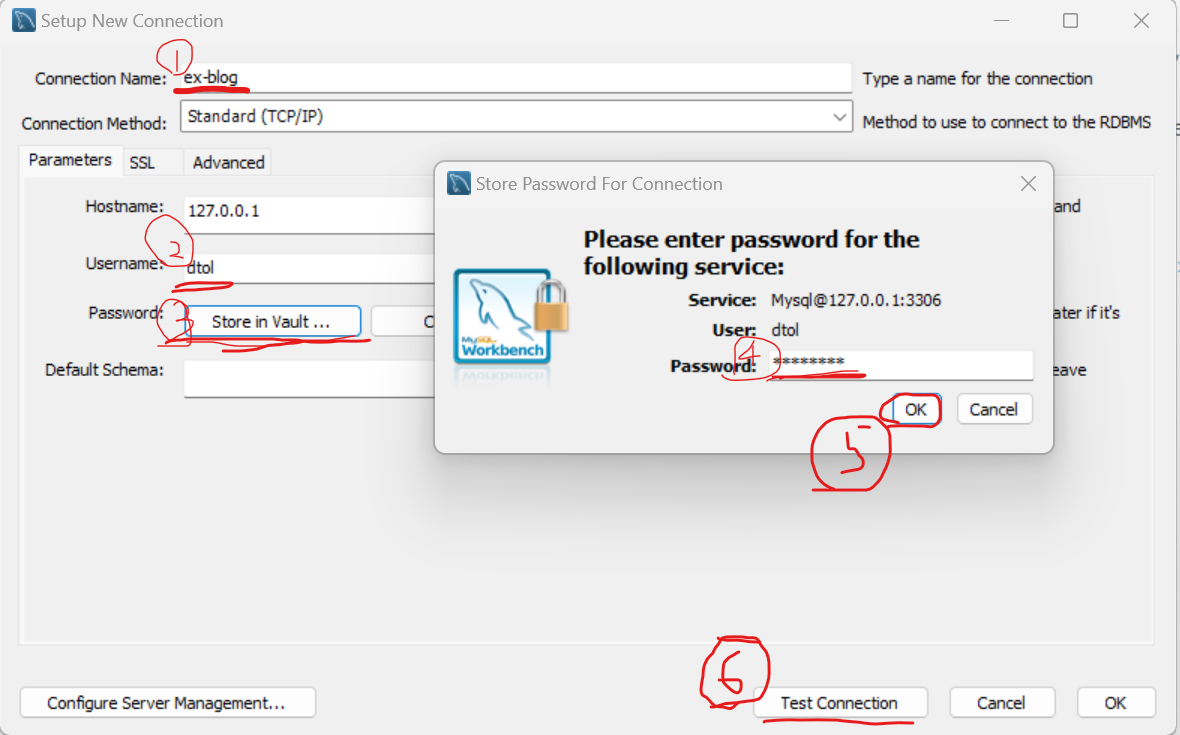 Setup New Connection
1
Connection Name: ex-blog Type a name for the connection
Connection Method: Standard (TCP/IP) Method to use to connect to the RDBMS
Parameters SSL Advanced
Hostname: 127.0.0.1 and
2
Username: dtol
3
Password: Store in Vault ... C ater if it's
Default Schema: eave
Store Password For Connection
Please enter password for the
following service:
Service: Mysql@127.0.0.1:3306
User: dtol
4
Password: ********
MySQL
Workbench
OK Cancel
5
6
Configure Server Management... Test Connection Cancel OK